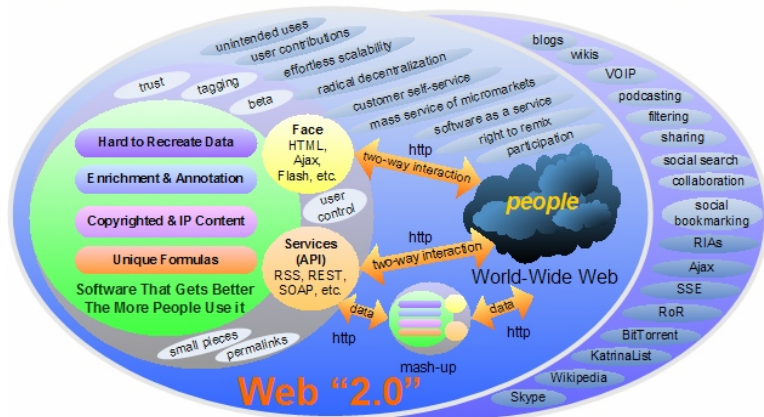 unintended uses
user contributions
effortless scalability
radical decentralization
customer self-service
mass service of micromarkets
software as a service
right to remix
participation
trust
tagging
beta
Hard to Recreate Data
Enrichment & Annotation
Copyrighted & IP Content
Unique Formulas
Software That Gets Better
The More People Use it
Face
HTML,
Ajax,
Flash, etc.
user
control
Services
(API)
RSS, REST,
SOAP, etc.
http
two-way interaction
http
two-way interaction
people
World-Wide Web
data
http
data
http
mash-up
small pieces
permalinks
Web “2.0”
blogs
wikis
VOIP
podcasting
filtering
sharing
social search
collaboration
social
bookmarking
RIAs
Ajax
SSE
RoR
BitTorrent
KatrinaList
Wikipedia
Skype